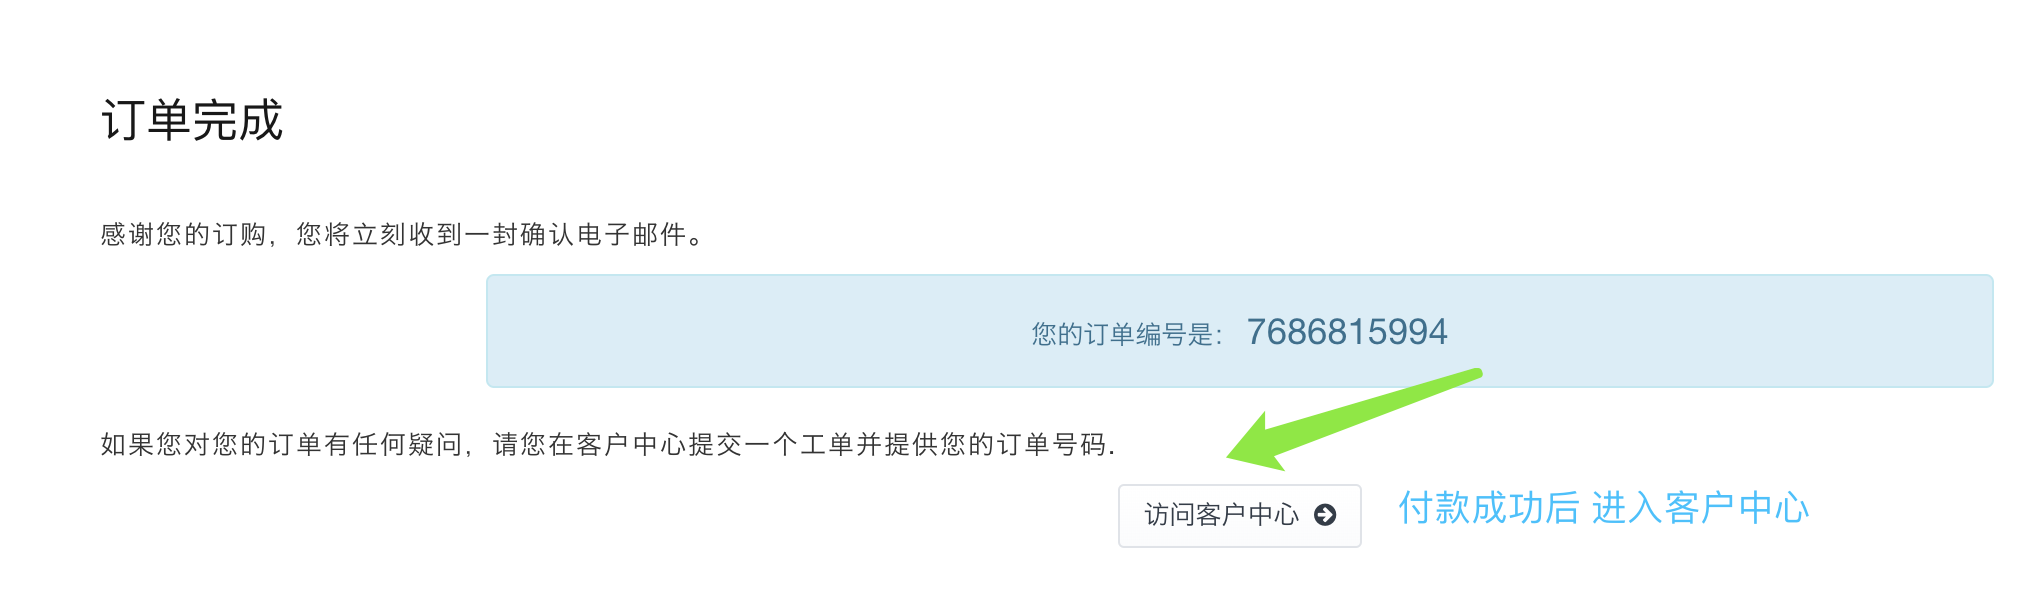 订单完成
感谢您的订购，您将立刻收到一封确认电子邮件。
您的订单编号是： 7686815994
如果您对您的订单有任何疑问，请您在客户中心提交一个工单并提供您的订单号码.
访问客户中心
付款成功后 进入客户中心